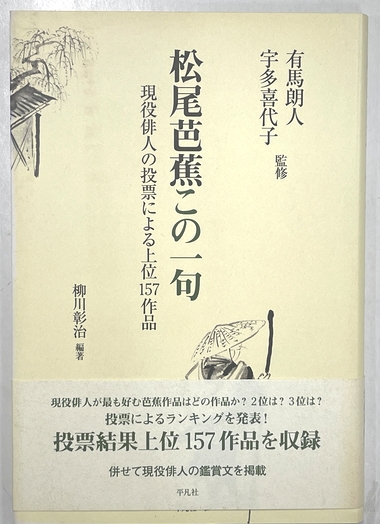 有馬朗人
宇多喜代子 監修
松尾芭蕉この一句
現役俳人の投票による上位157作品
柳川彰治 編著
現役俳人が最も好む芭蕉作品はどの作品か？ 2位は？ 3位は？
投票によるランキングを発表！
投票結果上位 157 作品を収録
併せて現役俳人の鑑賞文を掲載
平凡社